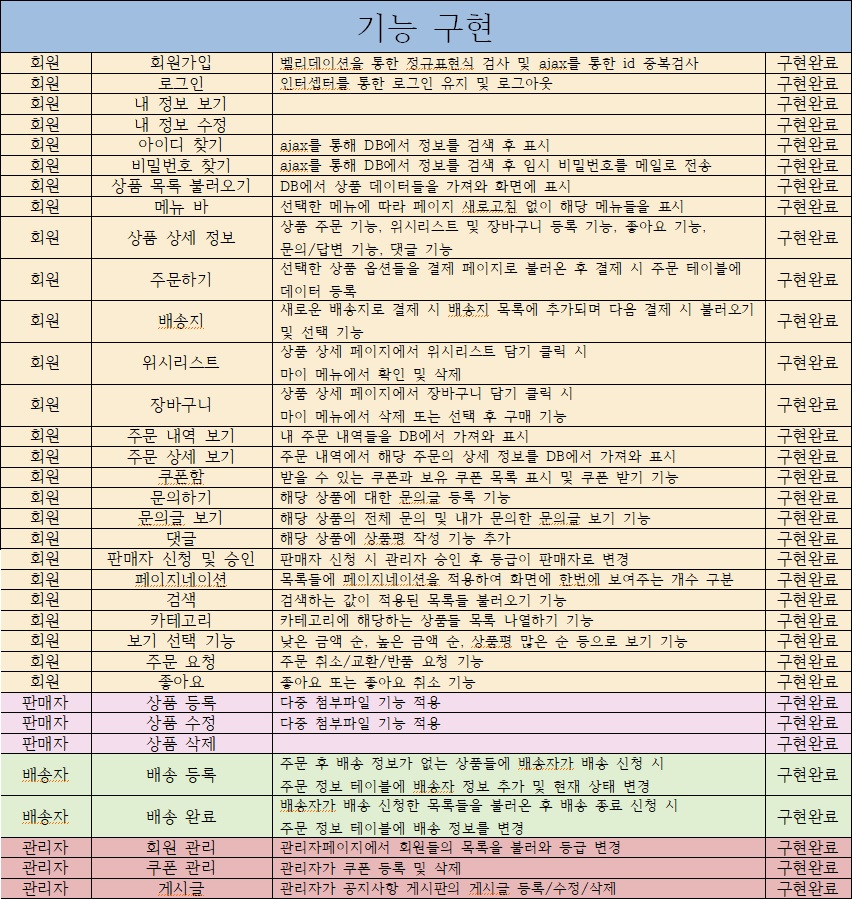 기능 구현
회원 회원가입 벨리데이션을 통한 정규표현식 검사 및 ajax를 통한 id 중복검사 구현완료
회원 로그인 인터셉터를 통한 로그인 유지 및 로그아웃 구현완료
회원 내 정보 보기 구현완료
회원 내 정보 수정 구현완료
회원 아이디 찾기 ajax를 통해 DB에서 정보를 검색 후 표시 구현완료
회원 비밀번호 찾기 ajax를 통해 DB에서 정보를 검색 후 임시 비밀번호를 메일로 전송 구현완료
회원 상품 목록 불러오기 DB에서 상품 데이터들을 가져와 화면에 표시 구현완료
회원 메뉴 바 선택한 메뉴에 따라 페이지 새로고침 없이 해당 메뉴들을 표시 구현완료
회원 상품 상세 정보 상품 주문 기능, 위시리스트 및 장바구니 등록 기능, 좋아요 기능,
문의/답변 기능, 댓글 기능 구현완료
회원 주문하기 선택한 상품 옵션들을 결제 페이지로 불러온 후 결제 시 주문 테이블에
데이터 등록 구현완료
회원 배송지 새로운 배송지로 결제 시 배송지 목록에 추가되며 다음 결제 시 불러오기
및 선택 기능 구현완료
회원 위시리스트 상품 상세 페이지에서 위시리스트 담기 클릭 시
마이 메뉴에서 확인 및 삭제 구현완료
회원 장바구니 상품 상세 페이지에서 장바구니 담기 클릭 시
마이 메뉴에서 삭제 또는 선택 후 구매 기능 구현완료
회원 주문 내역 보기 내 주문 내역들을 DB에서 가져와 표시 구현완료
회원 주문 상세 보기 주문 내역에서 해당 주문의 상세 정보를 DB에서 가져와 표시 구현완료
회원 쿠폰함 받을 수 있는 쿠폰과 보유 쿠폰 목록 표시 및 쿠폰 받기 기능 구현완료
회원 문의하기 해당 상품에 대한 문의글 등록 기능 구현완료
회원 문의글 보기 해당 상품의 전체 문의 및 내가 문의한 문의글 보기 기능 구현완료
회원 댓글 해당 상품에 상품평 작성 기능 추가 구현완료
회원 판매자 신청 및 승인 판매자 신청 시 관리자 승인 후 등급이 판매자로 변경 구현완료
회원 페이지네이션 목록들에 페이지네이션을 적용하여 화면에 한번에 보여주는 개수 구분 구현완료
회원 검색 검색하는 값이 적용된 목록들 불러오기 기능 구현완료
회원 카테고리 카테고리에 해당하는 상품들 목록 나열하기 기능 구현완료
회원 보기 선택 기능 낮은 금액 순, 높은 금액 순, 상품평 많은 순 등으로 보기 기능 구현완료
회원 주문 요청 주문 취소/교환/반품 요청 기능 구현완료
회원 좋아요 좋아요 또는 좋아요 취소 기능 구현완료
판매자 상품 등록 다중 첨부파일 기능 적용 구현완료
판매자 상품 수정 다중 첨부파일 기능 적용 구현완료
판매자 상품 삭제 구현완료
배송자 배송 등록 주문 후 배송 정보가 없는 상품들에 배송자가 배송 신청 시
주문 정보 테이블에 배송자 정보 추가 및 현재 상태 변경 구현완료
배송자 배송 완료 배송자가 배송 신청한 목록들을 불러온 후 배송 종료 신청 시
주문 정보 테이블에 배송 정보를 변경 구현완료
관리자 회원 관리 관리자페이지에서 회원들의 목록을 불러와 등급 변경 구현완료
관리자 쿠폰 관리 관리자가 쿠폰 등록 및 삭제 구현완료
관리자 게시글 관리자가 공지사항 게시판의 게시글 등록/수정/삭제 구현완료